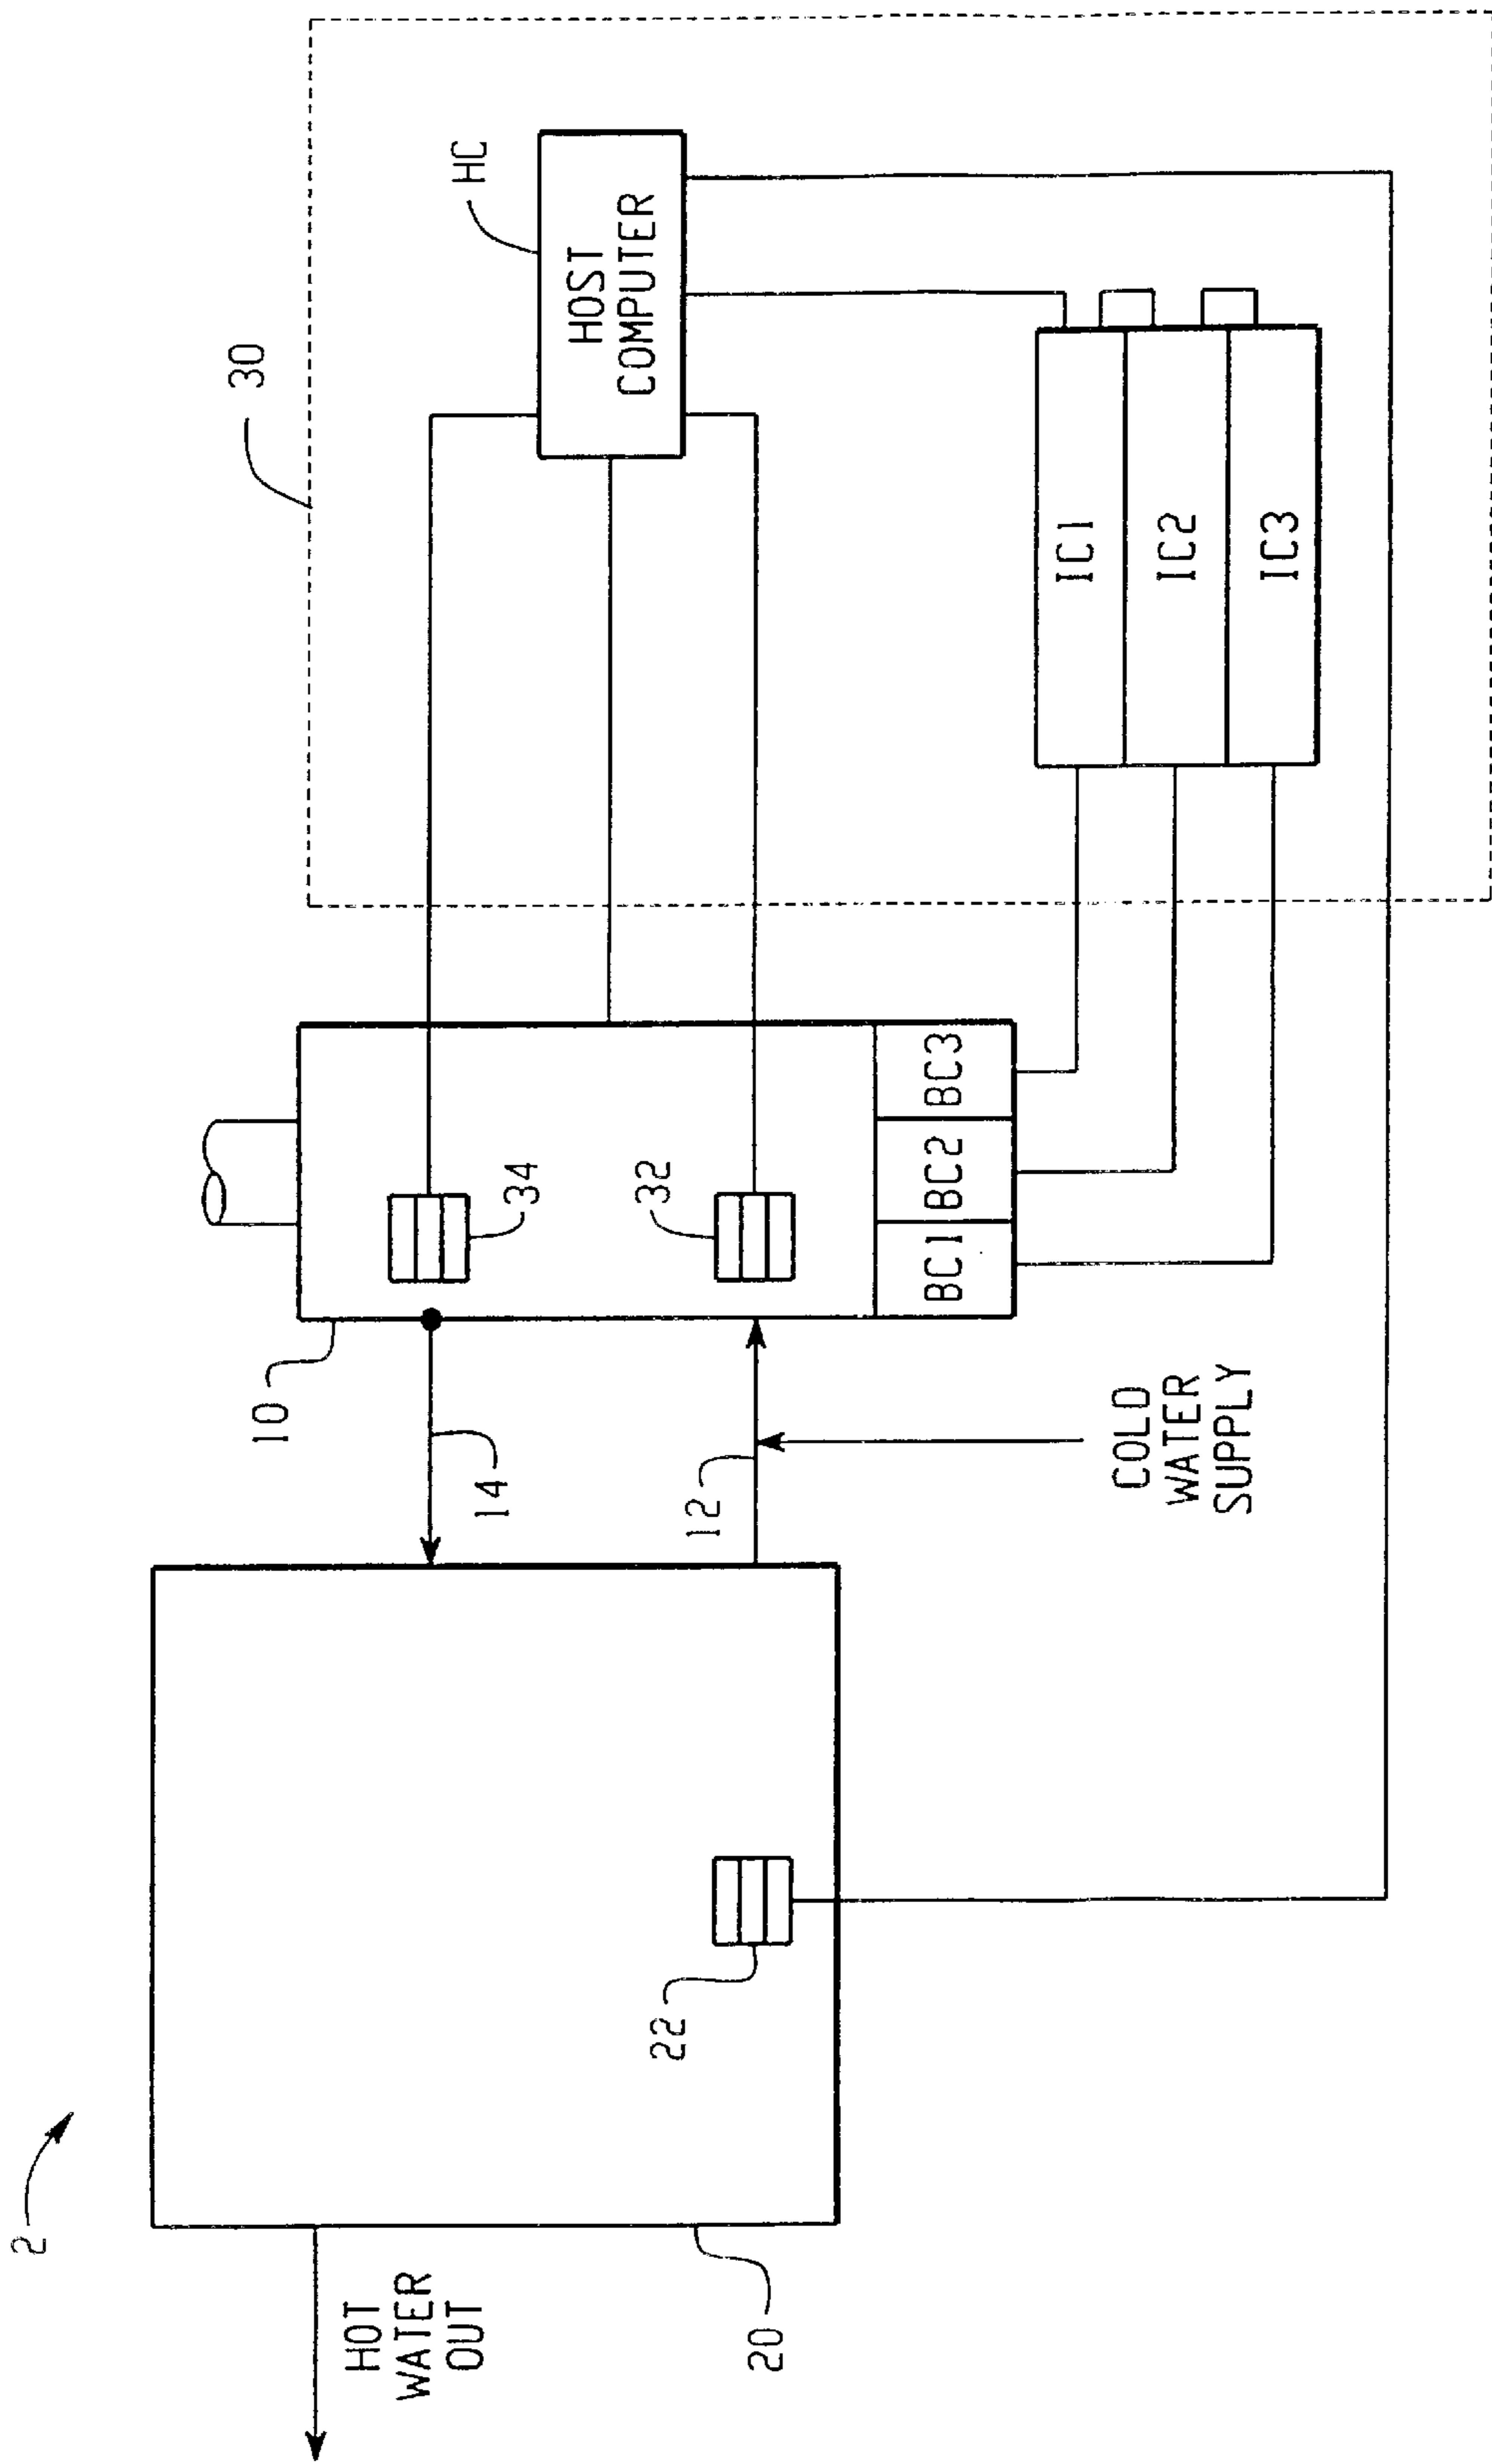 2
HOT
WATER
OUT
20
22
14
12
10
COLD
WATER
SUPPLY
34
32
BC1
BC2
BC3
30
HC
HOST
COMPUTER
IC1
IC2
IC3